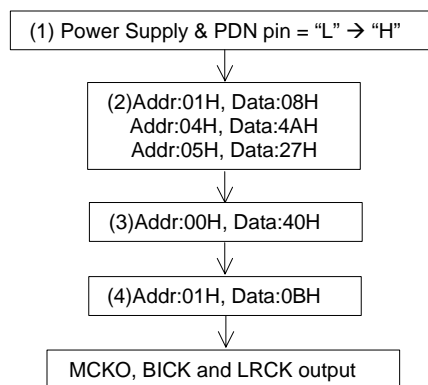 (1) Power Supply & PDN pin = “L” → “H”
(2)Addr:01H, Data:08H
Addr:04H, Data:4AH
Addr:05H, Data:27H
(3)Addr:00H, Data:40H
(4)Addr:01H, Data:0BH
MCKO, BICK and LRCK output